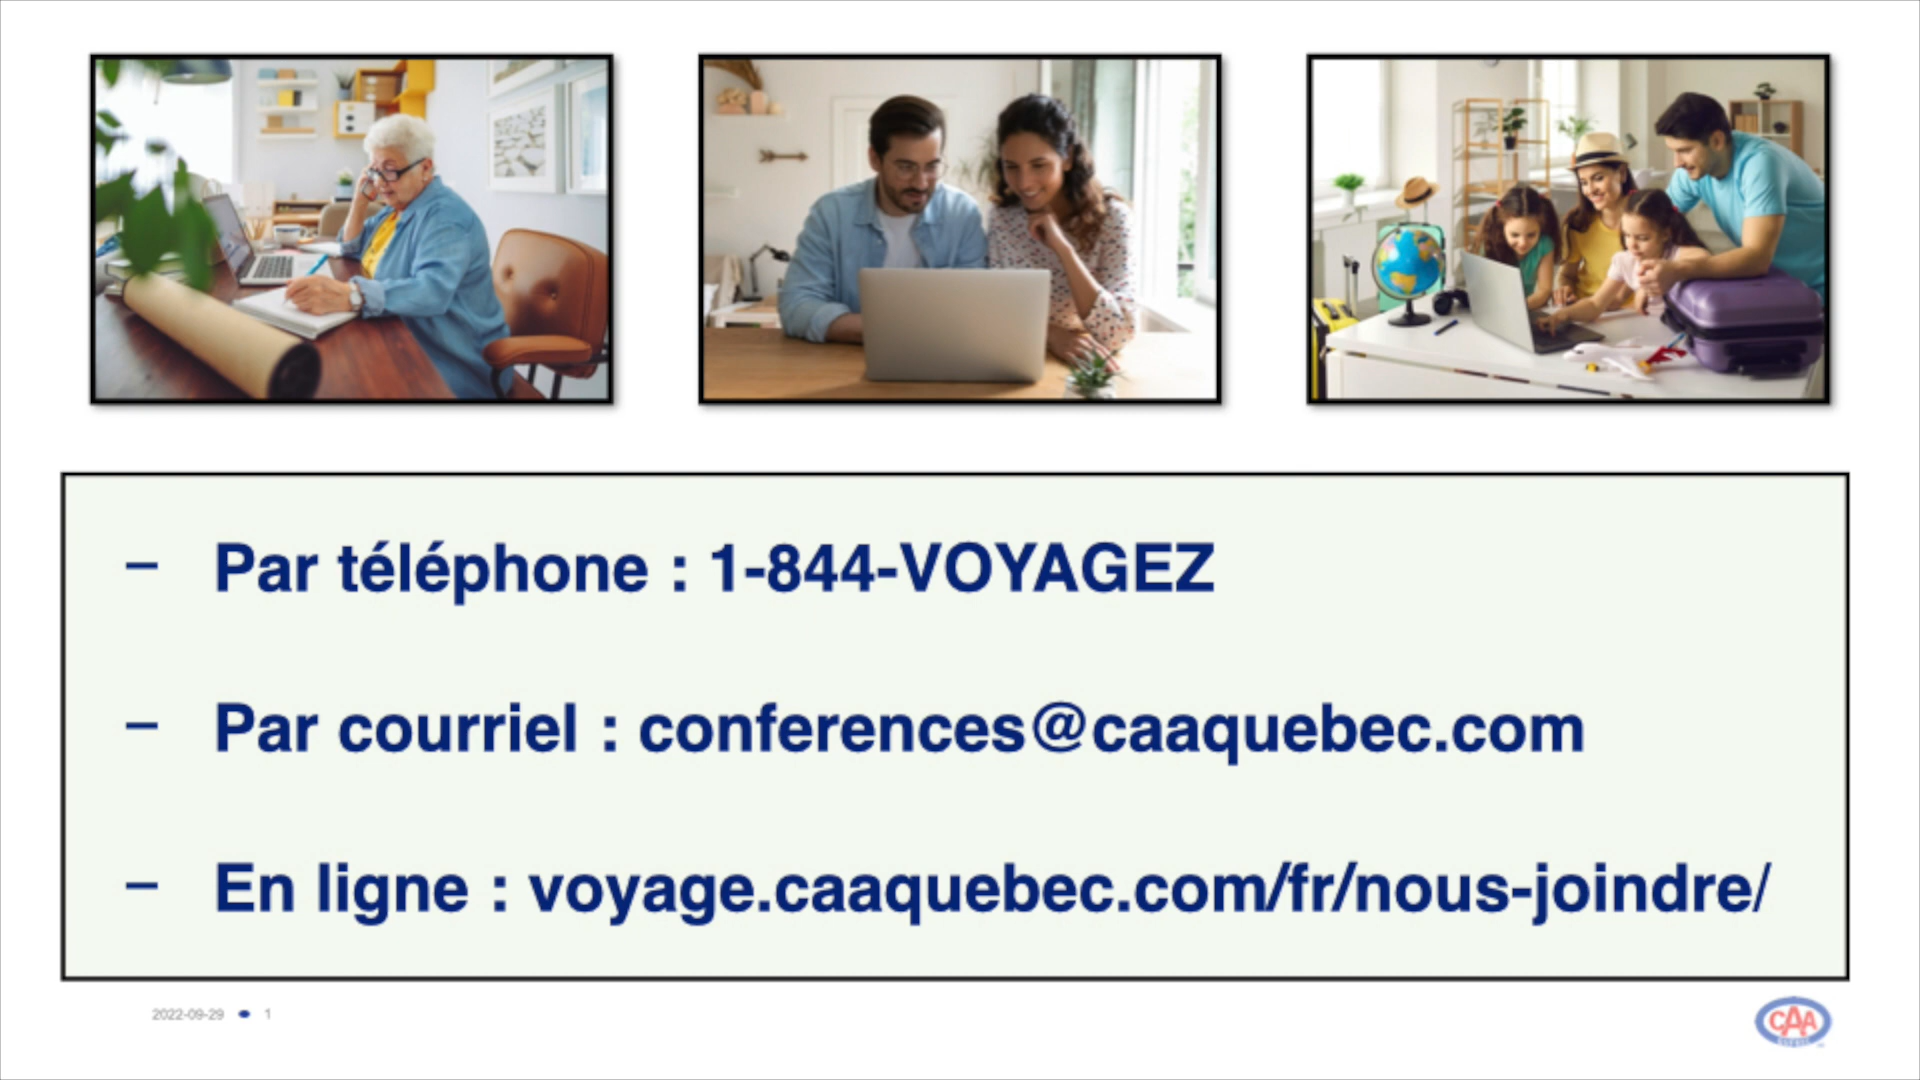 – Par téléphone : 1-844-VOYAGEZ
– Par courriel : conferences@caaquebec.com
– En ligne : voyage.caaquebec.com/fr/nous-joindre/
2022-09-29 • 1
CAA